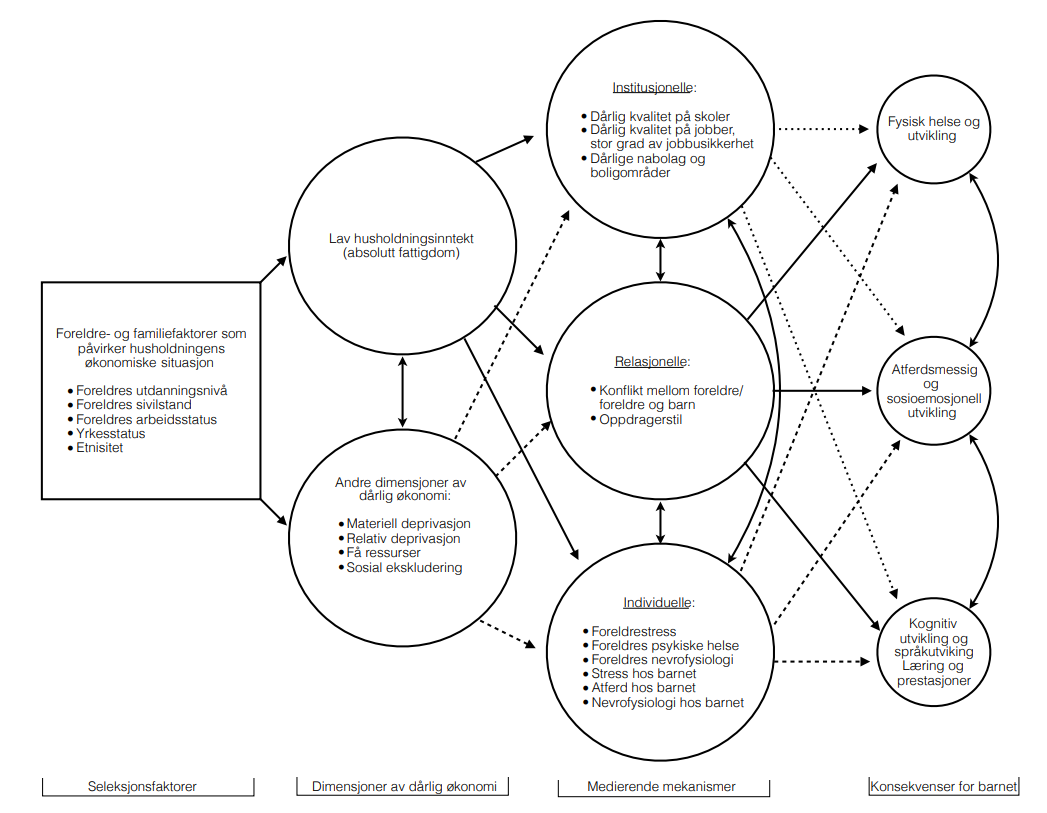 Foreldre- og familiefaktorer som
påvirker husholdningens
økonomiske situasjon
• Foreldres utdanningsnivå
• Foreldres sivilstand
• Foreldres arbeidsstatus
• Yrkesstatus
• Etnisitet
Lav husholdningsinntekt
(absolutt fattigdom)
Andre dimensjoner av
dårlig økonomi:
• Materiell deprivasjon
• Relativ deprivasjon
• Få ressurser
• Sosial ekskludering
Institusjonelle:
• Dårlig kvalitet på skoler
• Dårlig kvalitet på jobber,
stor grad av jobbusikkerhet
• Dårlige nabolag og
boligområder
Relasjonelle:
• Konflikt mellom foreldre/
foreldre og barn
• Oppdragerstil
Individuelle:
• Foreldrestress
• Foreldres psykiske helse
• Foreldres nevrofysiologi
• Stress hos barnet
• Atferd hos barnet
• Nevrofysiologi hos barnet
Fysisk helse og
utvikling
Atferdsmessig
og
sosioemosjonell
utvikling
Kognitiv
utvikling og
språkutviking
Læring og
prestasjoner
Seleksjonsfaktorer
Dimensjoner av dårlig økonomi
Medierende mekanismer
Konsekvenser for barnet